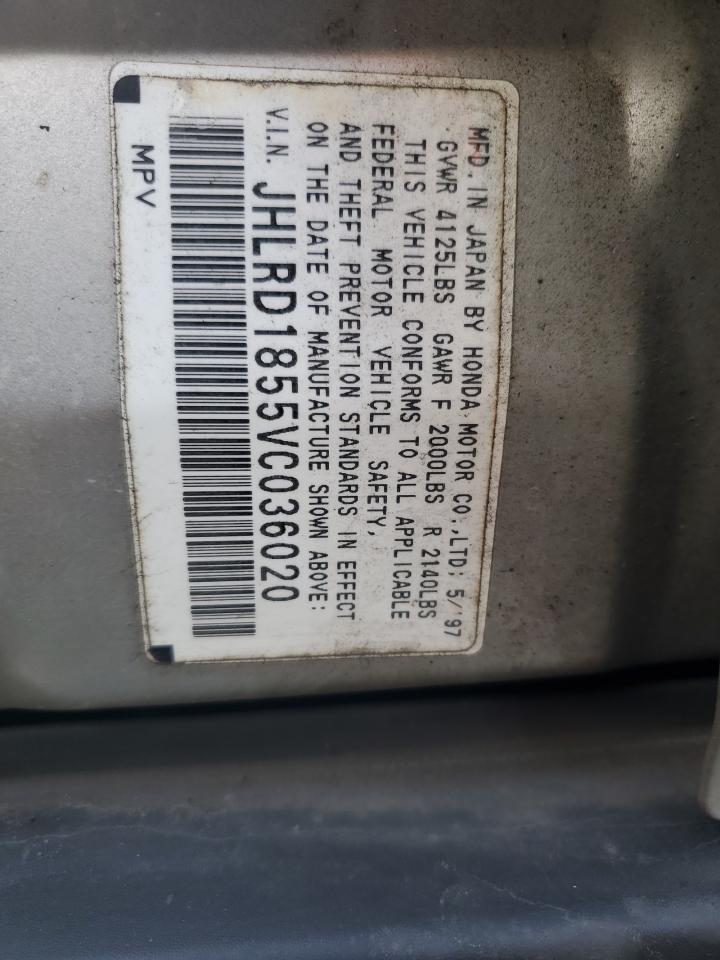 MFD. IN JAPAN BY HONDA MOTOR CO.,LTD; 5/'97
GVWR 4125LBS GAWR F 2000LBS R 2140LBS
THIS VEHICLE CONFORMS TO ALL APPLICABLE
FEDERAL MOTOR VEHICLE SAFETY,
AND THEFT PREVENTION STANDARDS IN EFFECT
ON THE DATE OF MANUFACTURE SHOWN ABOVE:
V.I.N. JHLRD1855VC036020
MPV